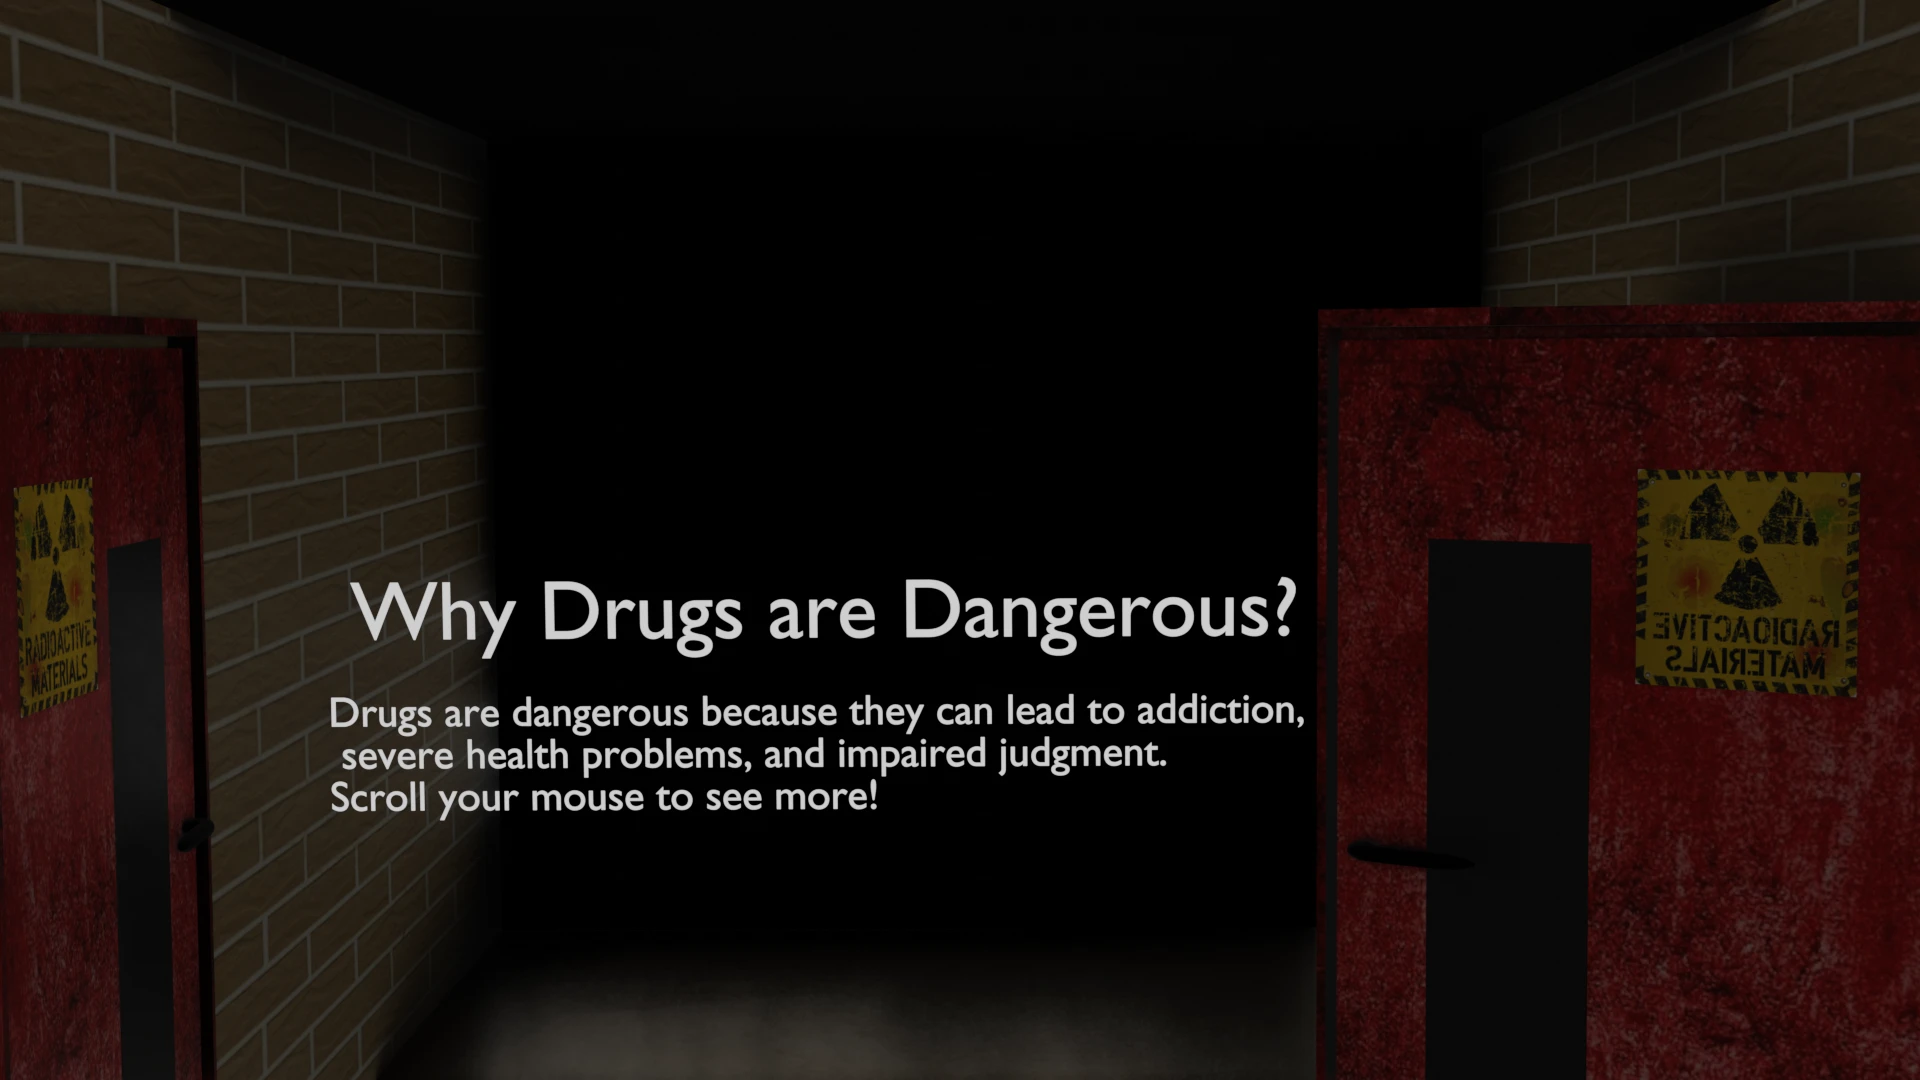 Why Drugs are Dangerous?
Drugs are dangerous because they can lead to addiction,
severe health problems, and impaired judgment.
Scroll your mouse to see more!
RADIOACTIVE
MATERIALS
RADIOACTIVE
MATERIALS